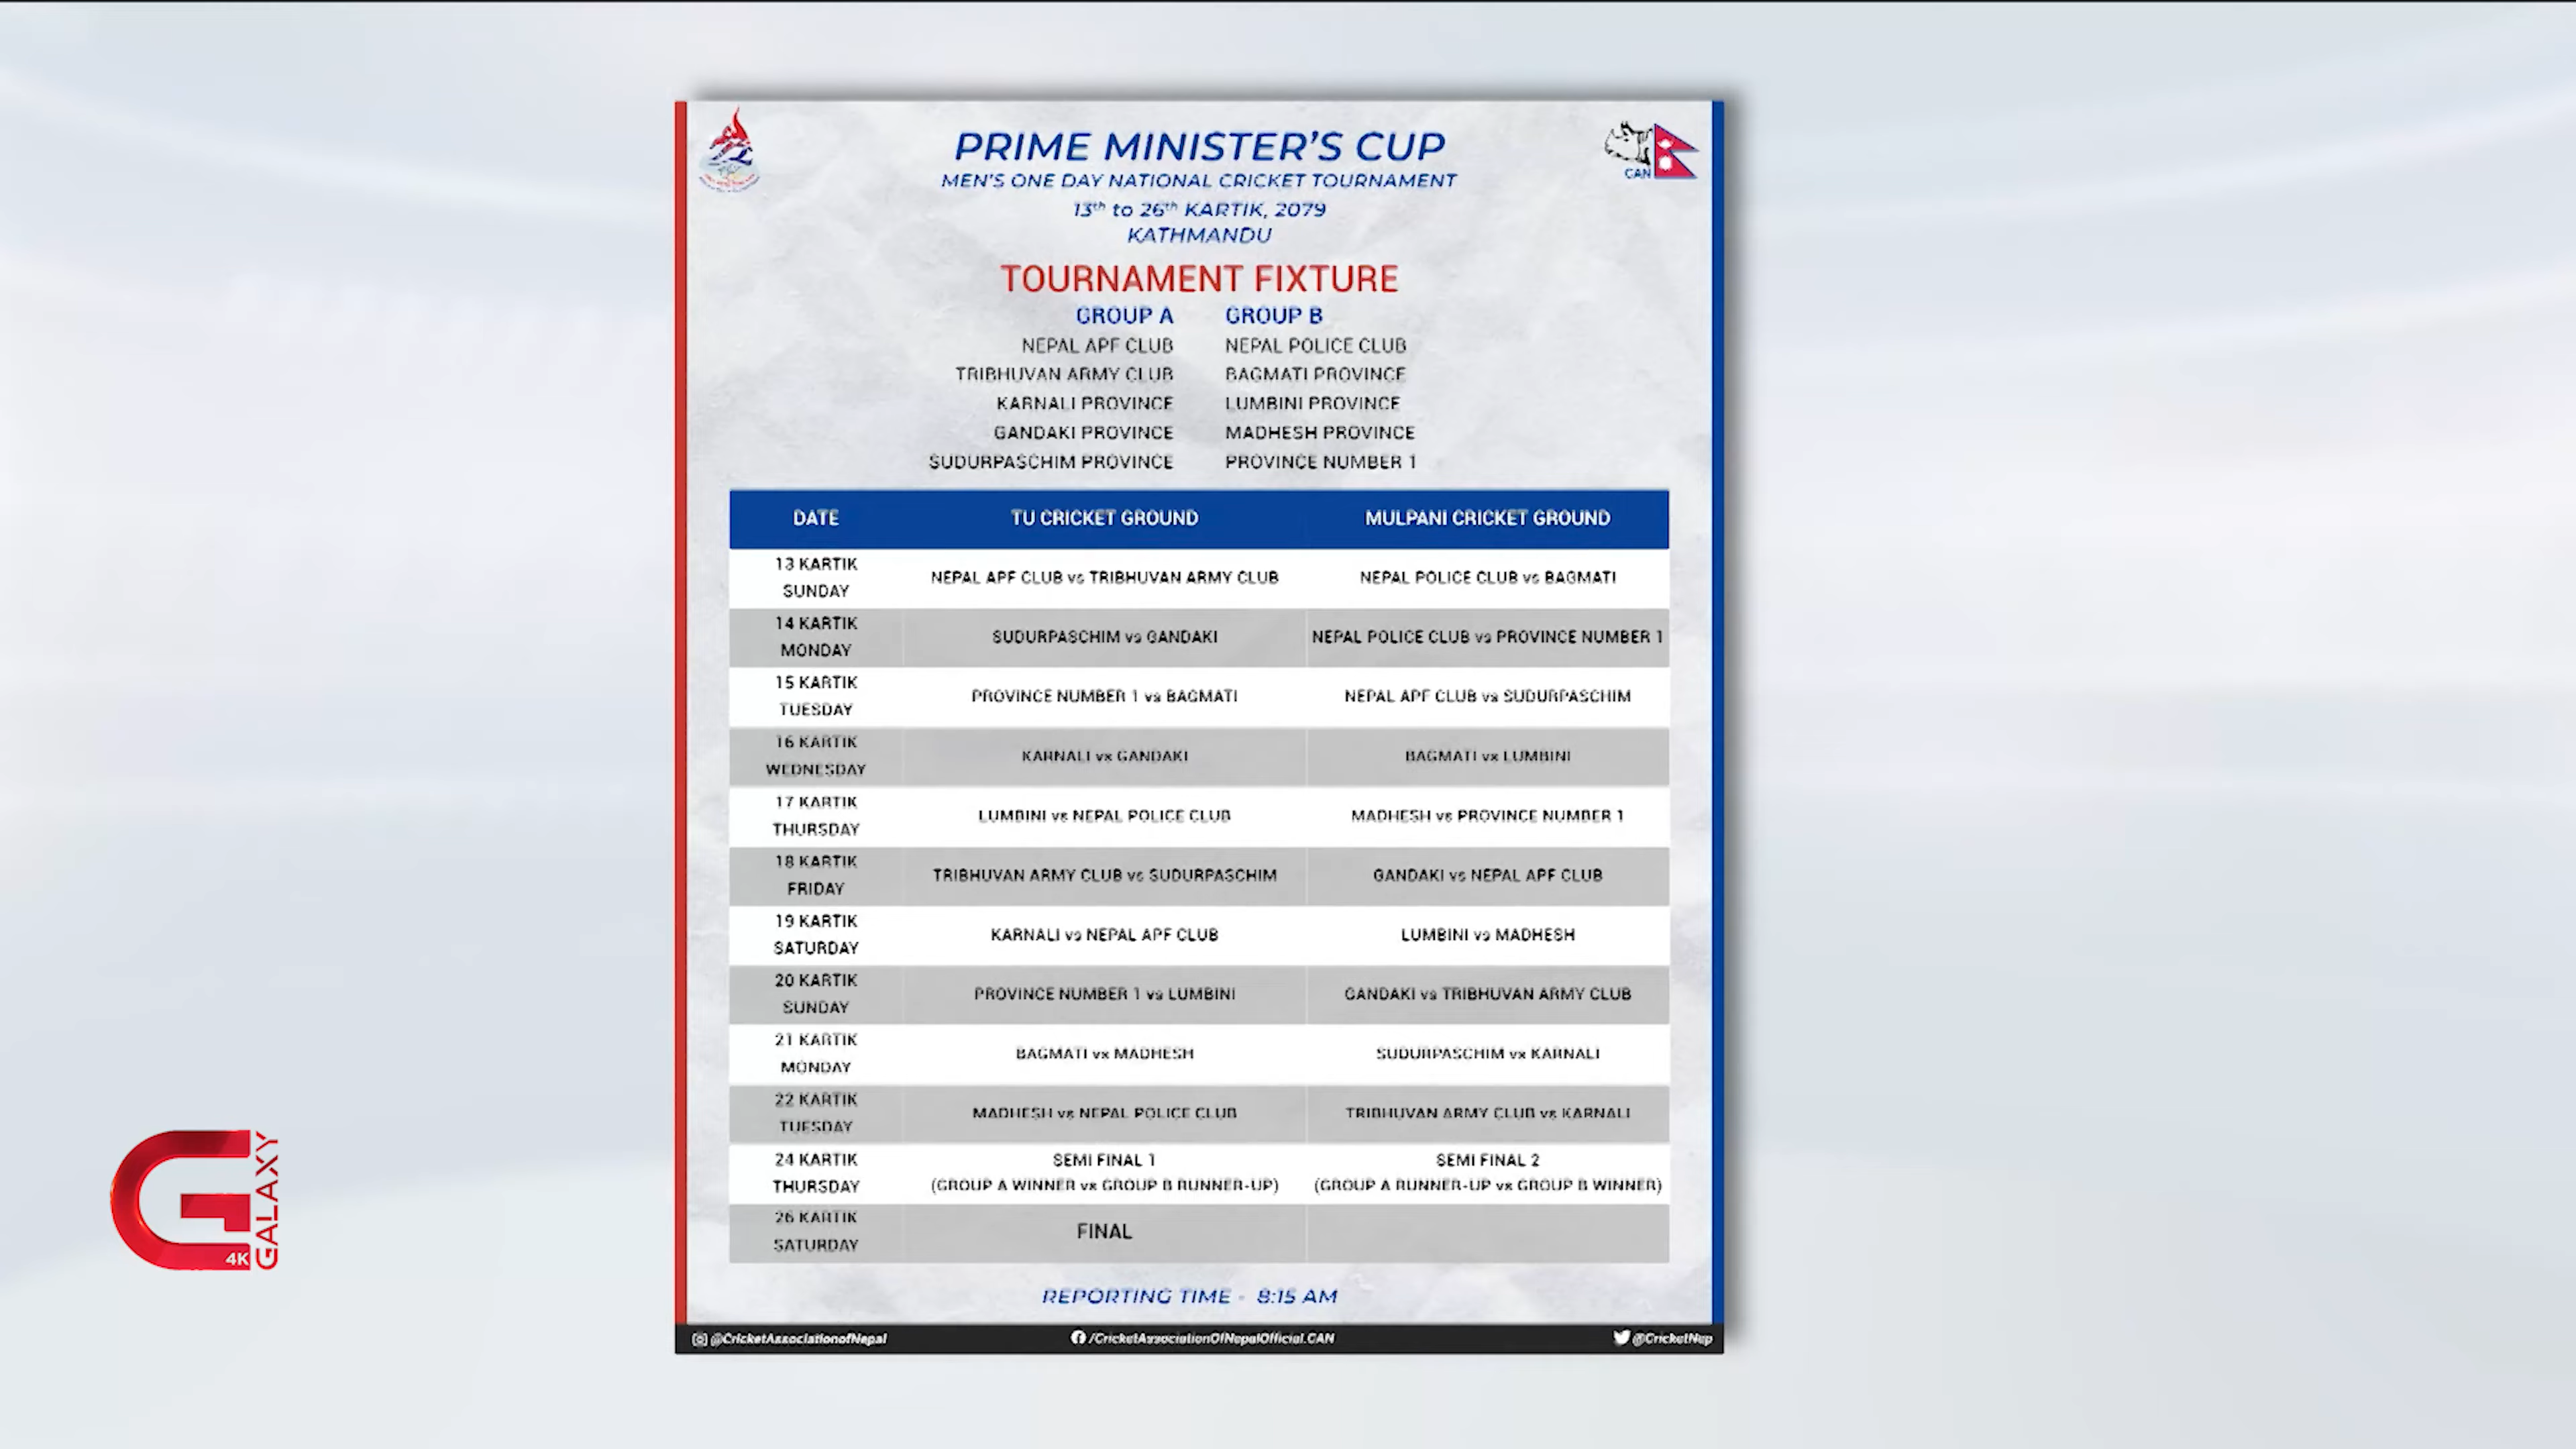 PRIME MINISTER'S CUP
MEN'S ONE DAY NATIONAL CRICKET TOURNAMENT
13th to 26th KARTIK, 2079
KATHMANDU
CAN
TOURNAMENT FIXTURE
GROUP A GROUP B
NEPAL APF CLUB NEPAL POLICE CLUB
TRIBHUVAN ARMY CLUB BAGMATI PROVINCE
KARNALI PROVINCE LUMBINI PROVINCE
GANDAKI PROVINCE MADHESH PROVINCE
SUDURPASCHIM PROVINCE PROVINCE NUMBER 1
DATE TU CRICKET GROUND MULPANI CRICKET GROUND
13 KARTIK
SUNDAY
NEPAL APF CLUB vs TRIBHUVAN ARMY CLUB
NEPAL POLICE CLUB vs BAGMATI
14 KARTIK
MONDAY
SUDURPASCHIM vs GANDAKI
NEPAL POLICE CLUB vs PROVINCE NUMBER 1
15 KARTIK
TUESDAY
PROVINCE NUMBER 1 vs BAGMATI
NEPAL APF CLUB vs SUDURPASCHIM
16 KARTIK
WEDNESDAY
KARNALI vs GANDAKI
BAGMATI vs LUMBINI
17 KARTIK
THURSDAY
LUMBINI vs NEPAL POLICE CLUB
MADHESH vs PROVINCE NUMBER 1
18 KARTIK
FRIDAY
TRIBHUVAN ARMY CLUB vs SUDURPASCHIM
GANDAKI vs NEPAL APF CLUB
19 KARTIK
SATURDAY
KARNALI vs NEPAL APF CLUB
LUMBINI vs MADHESH
20 KARTIK
SUNDAY
PROVINCE NUMBER 1 vs LUMBINI
GANDAKI vs TRIBHUVAN ARMY CLUB
21 KARTIK
MONDAY
BAGMATI vs MADHESH
SUDURPASCHIM vs KARNALI
22 KARTIK
TUESDAY
MADHESH vs NEPAL POLICE CLUB
TRIBHUVAN ARMY CLUB vs KARNALI
24 KARTIK
THURSDAY
SEMI FINAL 1
(GROUP A WINNER vs GROUP B RUNNER-UP)
SEMI FINAL 2
(GROUP A RUNNER-UP vs GROUP B WINNER)
26 KARTIK
SATURDAY
FINAL
REPORTING TIME - 8:15 AM
@CricketAssociationofNepal /CricketAssociationOfNepalOfficial.CAN @CricketNep
4K
GALAXY